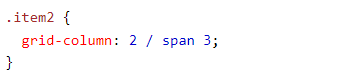 .item2 {
  grid-column: 2 / span 3;
}